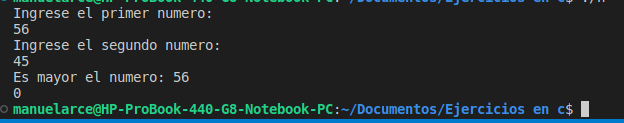 Ingrese el primer numero:
56
Ingrese el segundo numero:
45
Es mayor el numero: 56
0
manuelarce@HP-ProBook-440-G8-Notebook-PC:~/Documentos/Ejercicios en c$